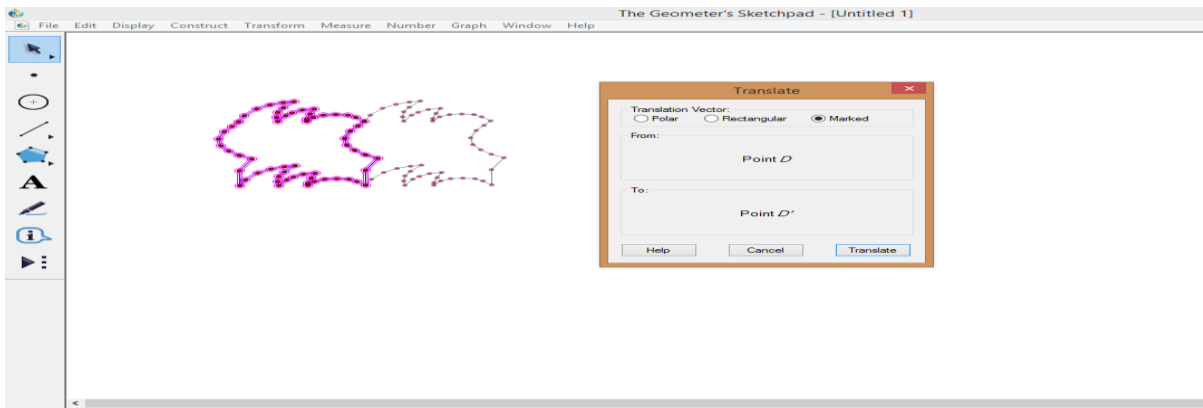 The Geometer's Sketchpad - [Untitled 1]
File Edit Display Construct Transform Measure Number Graph Window Help
A
Translate
Translation Vector:
Polar Rectangular Marked
From:
Point D
To:
Point D'
Help Cancel Translate